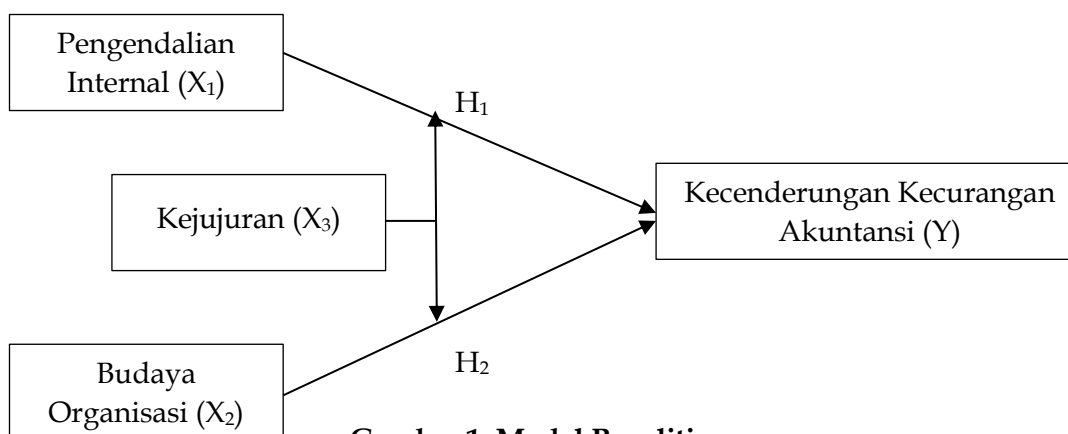 Pengendalian
Internal (X₁)
H₁
Kejujuran (X₃)
Kecenderungan Kecurangan
Akuntansi (Y)
H₂
Budaya
Organisasi (X₂)